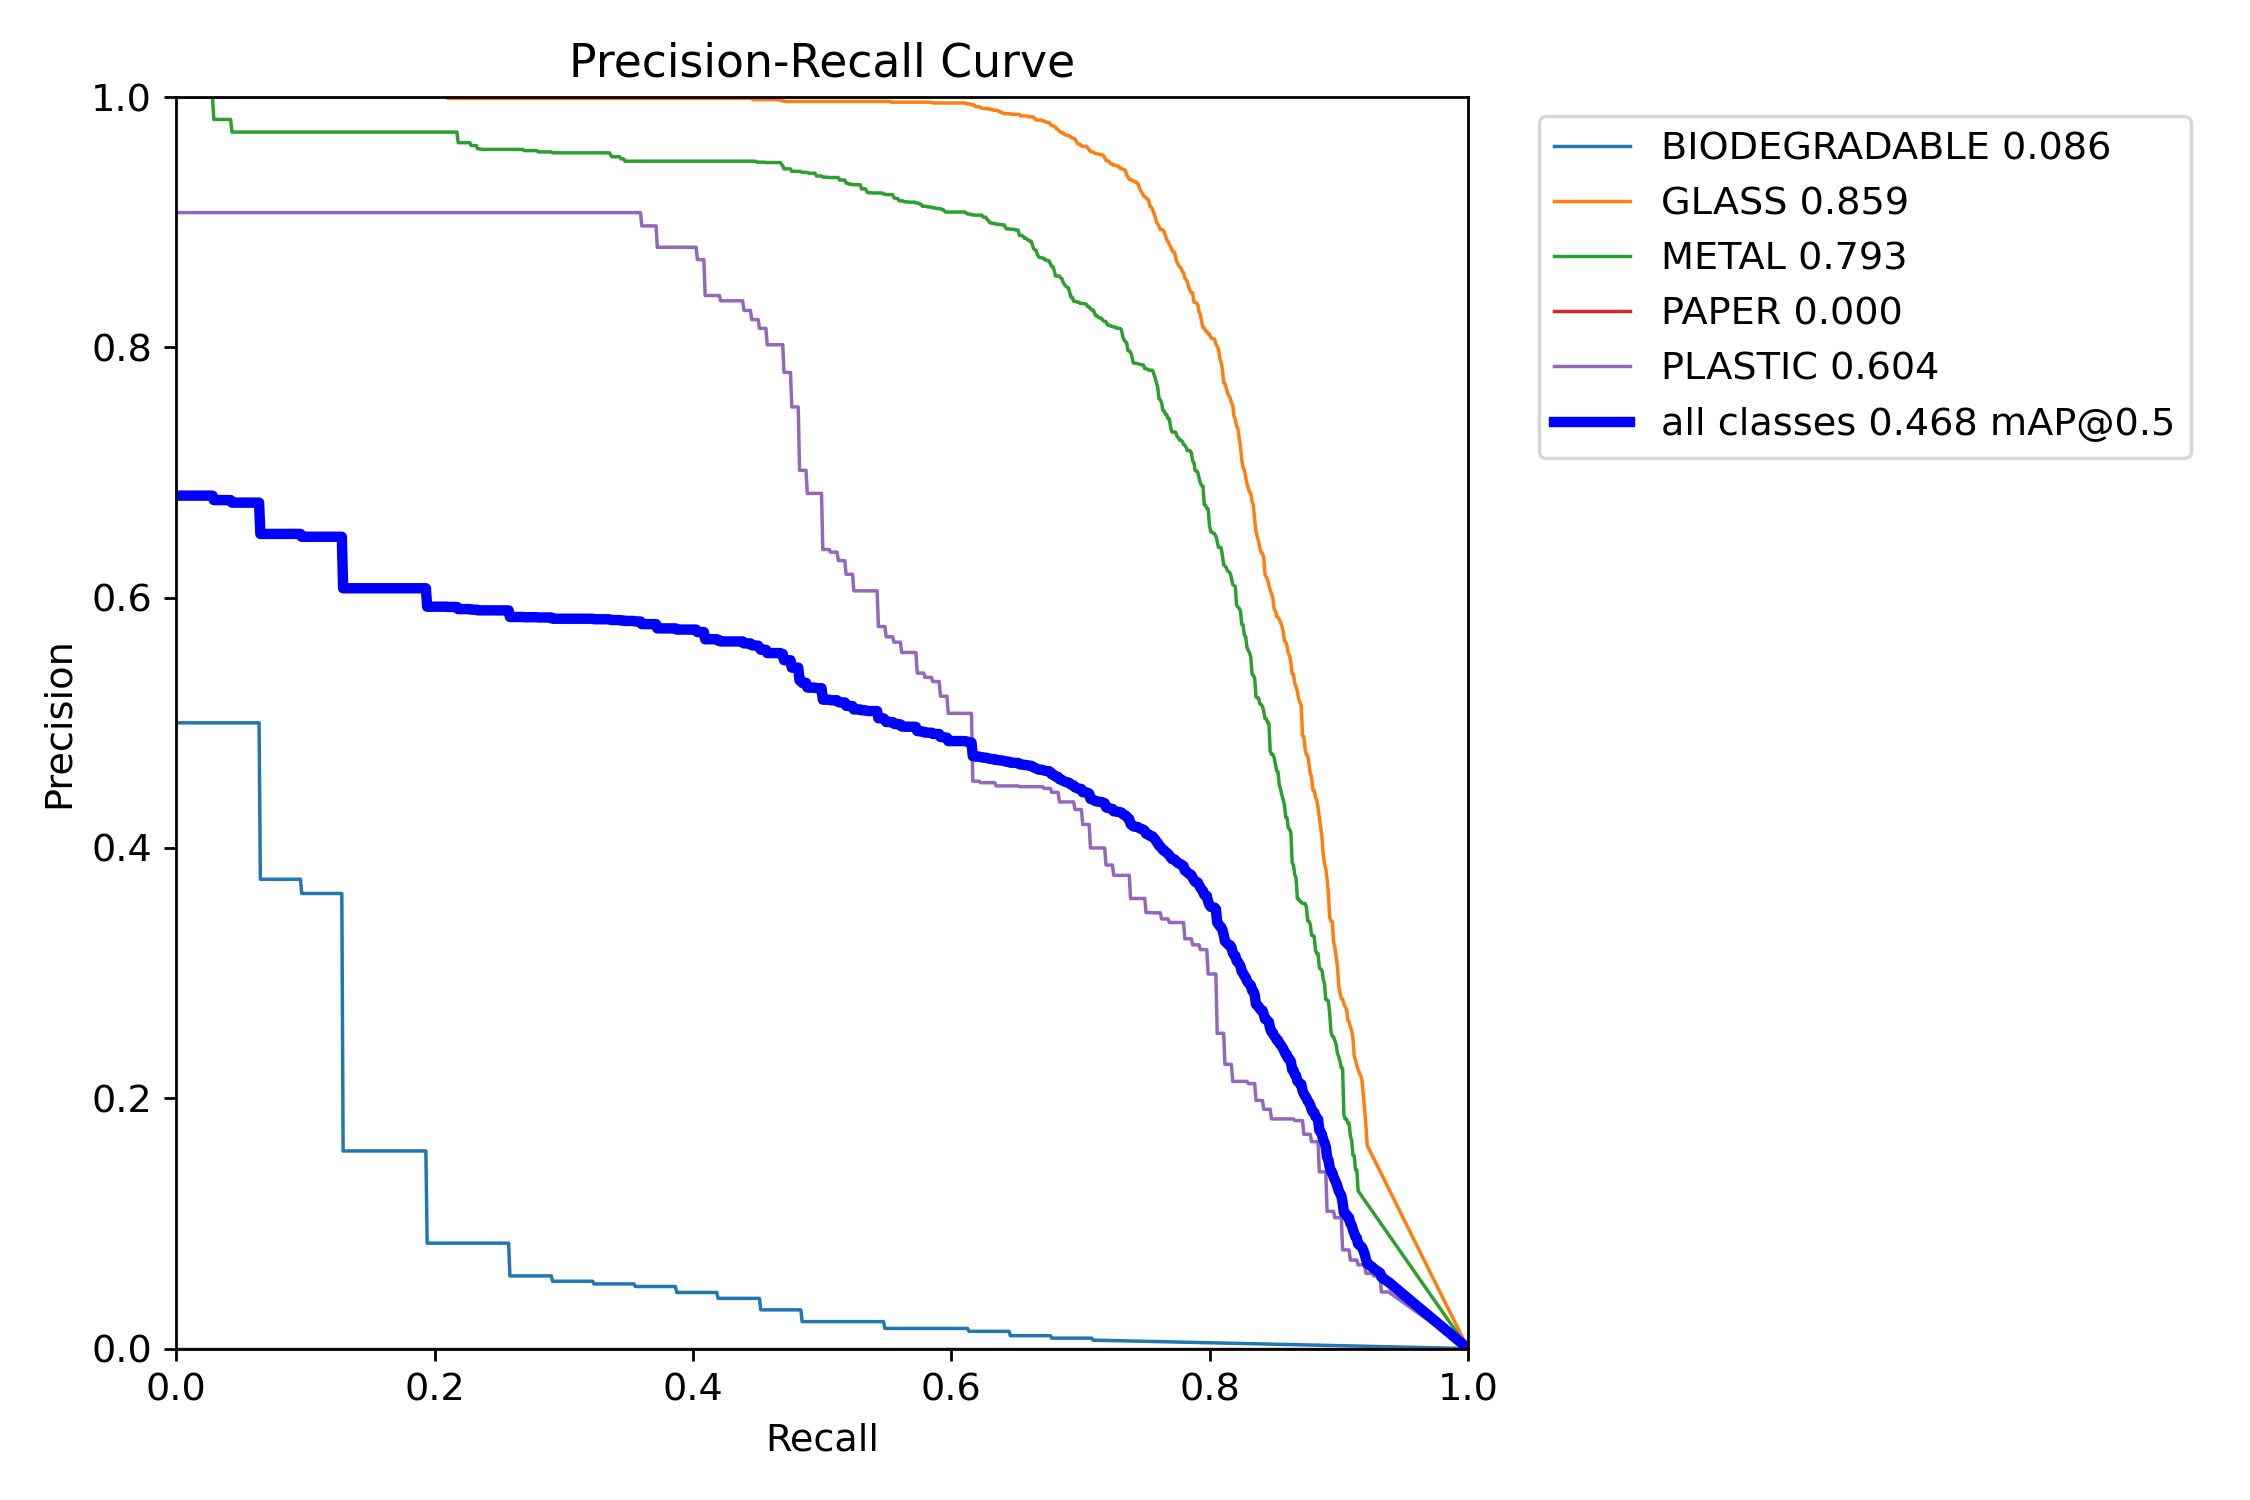 Precision-Recall Curve
1.0
0.8
0.6
0.4
0.2
0.0
Precision
0.0 0.2 0.4 0.6 0.8 1.0
Recall
BIODEGRADABLE 0.086
GLASS 0.859
METAL 0.793
PAPER 0.000
PLASTIC 0.604
all classes 0.468 mAP@0.5